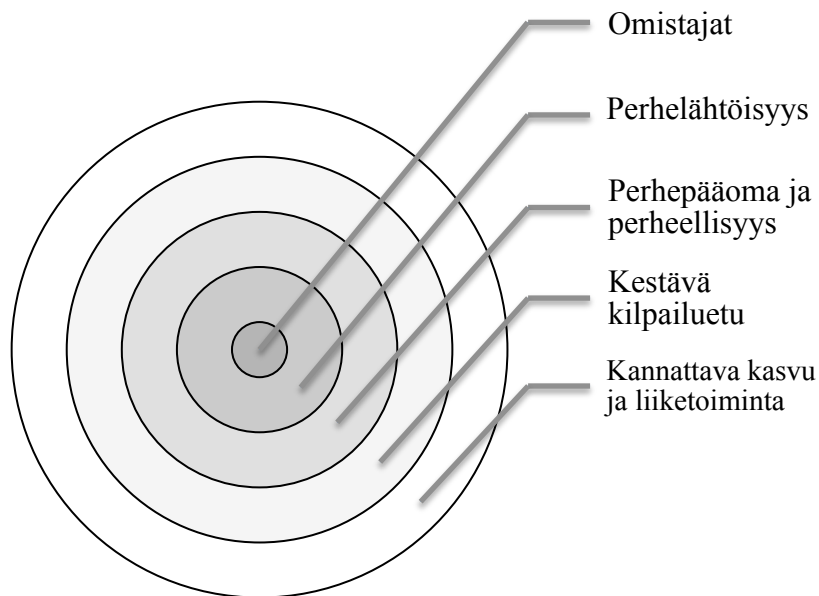 Omistajat
Perhelähtöisyys
Perhepääoma ja
perheellisyys
Kestävä
kilpailuetu
Kannattava kasvu
ja liiketoiminta